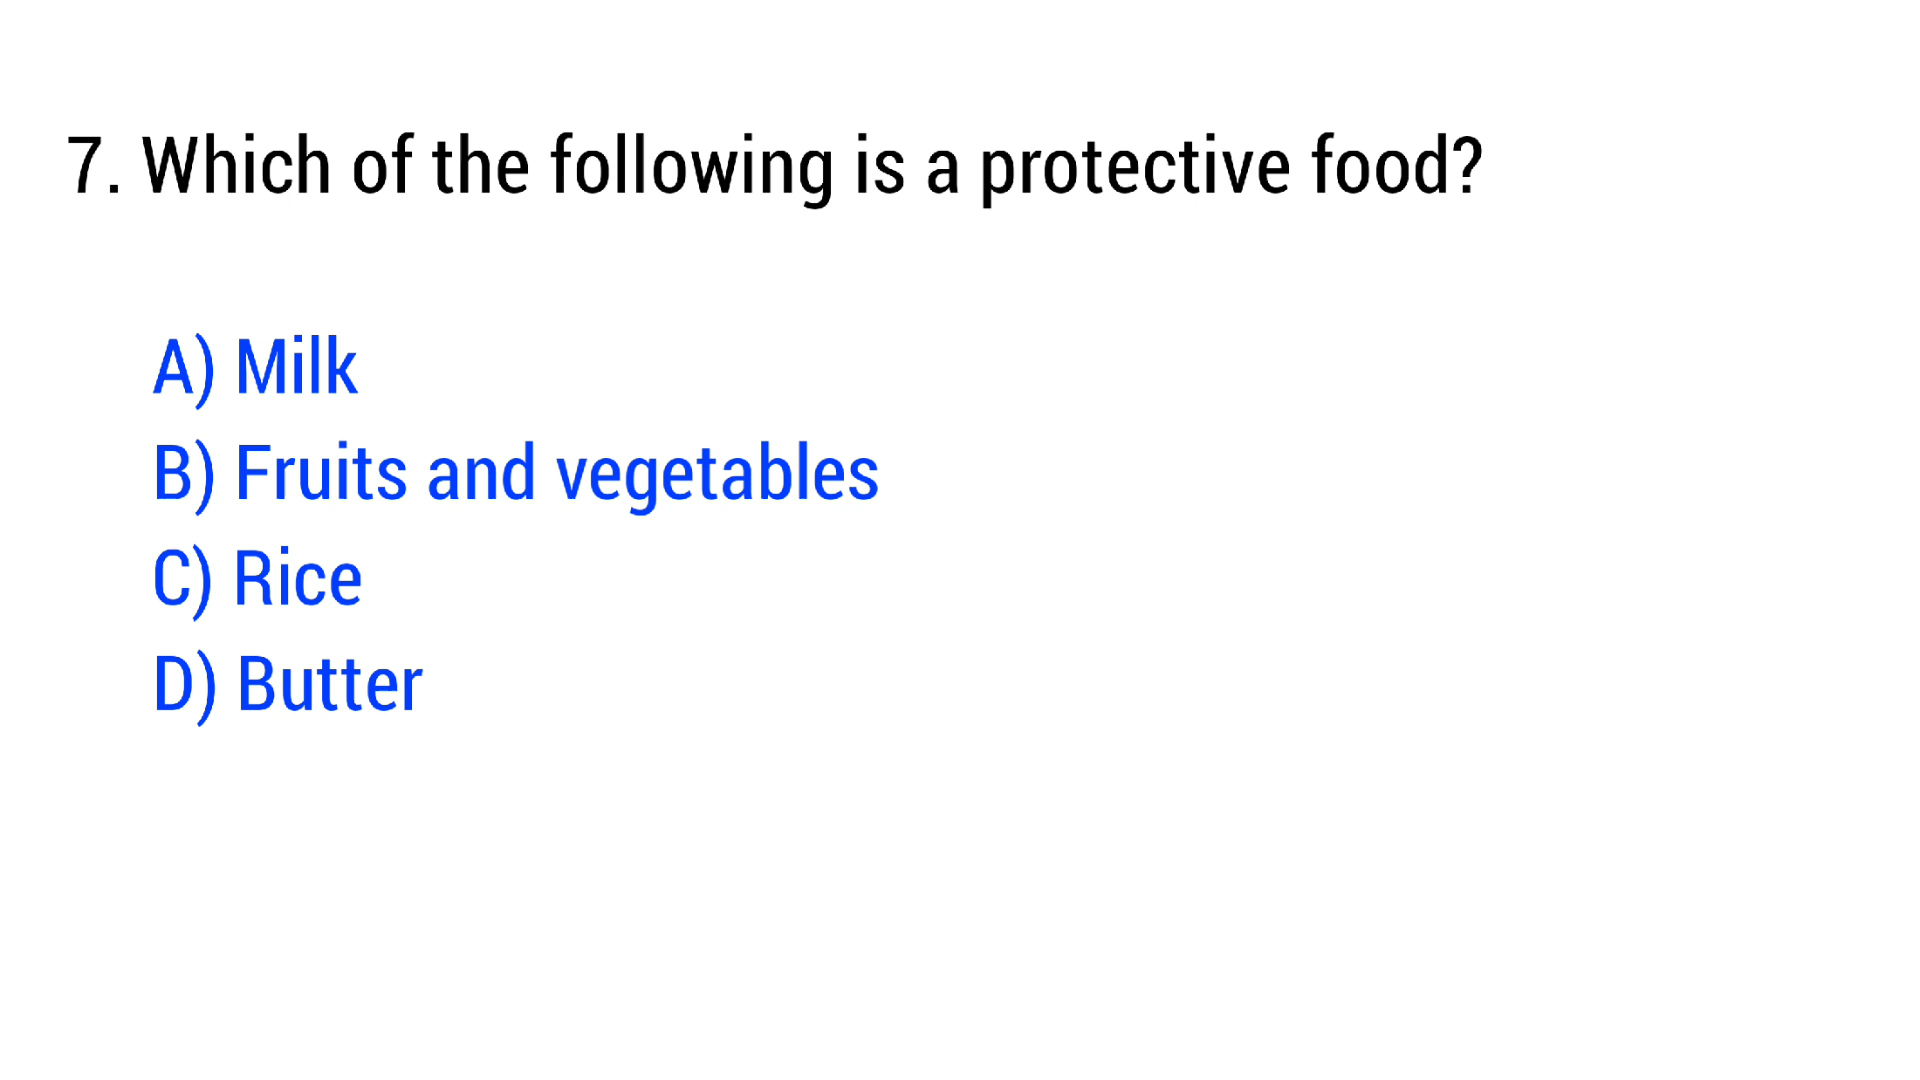 7. Which of the following is a protective food?
A) Milk
B) Fruits and vegetables
C) Rice
D) Butter